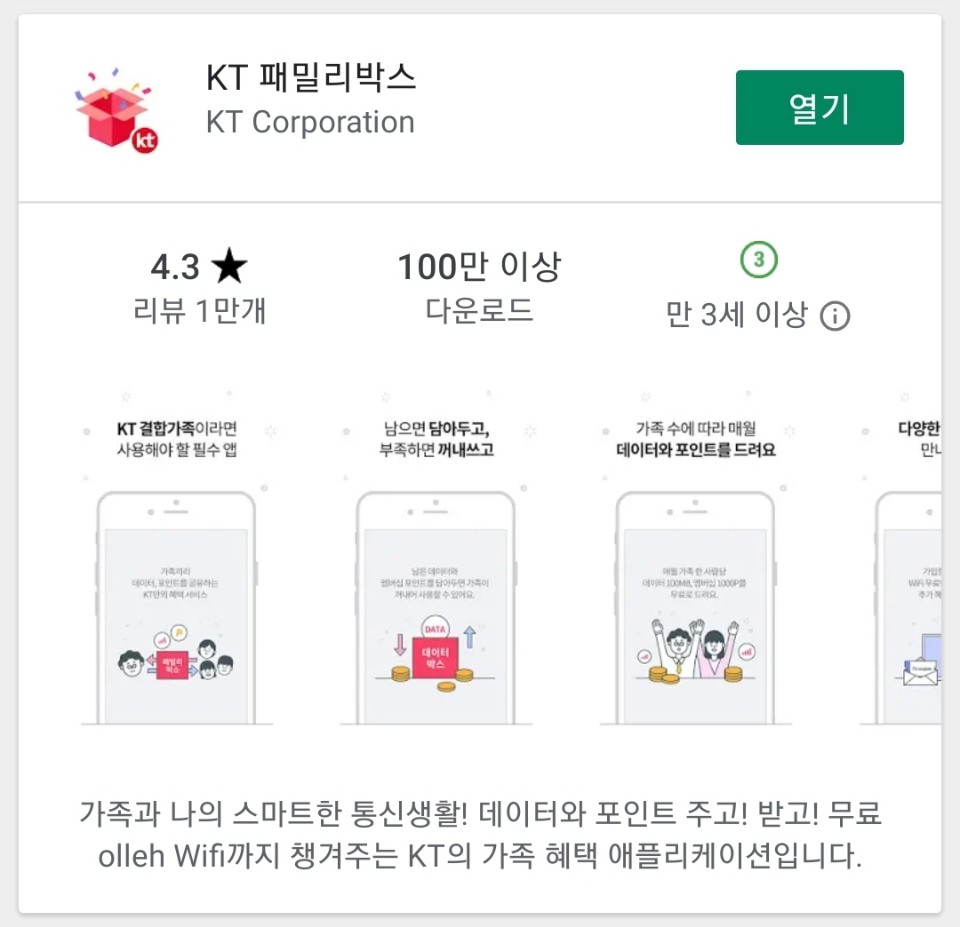 KT 패밀리박스
KT Corporation
kt
열기
4.3 ★
리뷰 1만개
100만 이상
다운로드
3
만 3세 이상
KT 결합가족이라면
사용해야 할 필수 앱
가족끼리
데이터, 포인트를 공유하는
KT만의 혜택 서비스
P
패밀리
박스
남으면 담아두고,
부족하면 꺼내쓰고
남은 데이터와
멤버십 포인트를 담아두면 가족이
꺼내어 사용할 수 있어요.
DATA
데이터
박스
가족 수에 따라 매월
데이터와 포인트를 드려요
매월 가족 한 사람당
데이터 100MB, 멤버십 1000P를
무료로 드려요.
다양한
만나
가입
WiFi 무료
추가 혜
가족과 나의 스마트한 통신생활! 데이터와 포인트 주고! 받고! 무료
olleh Wifi까지 챙겨주는 KT의 가족 혜택 애플리케이션입니다.